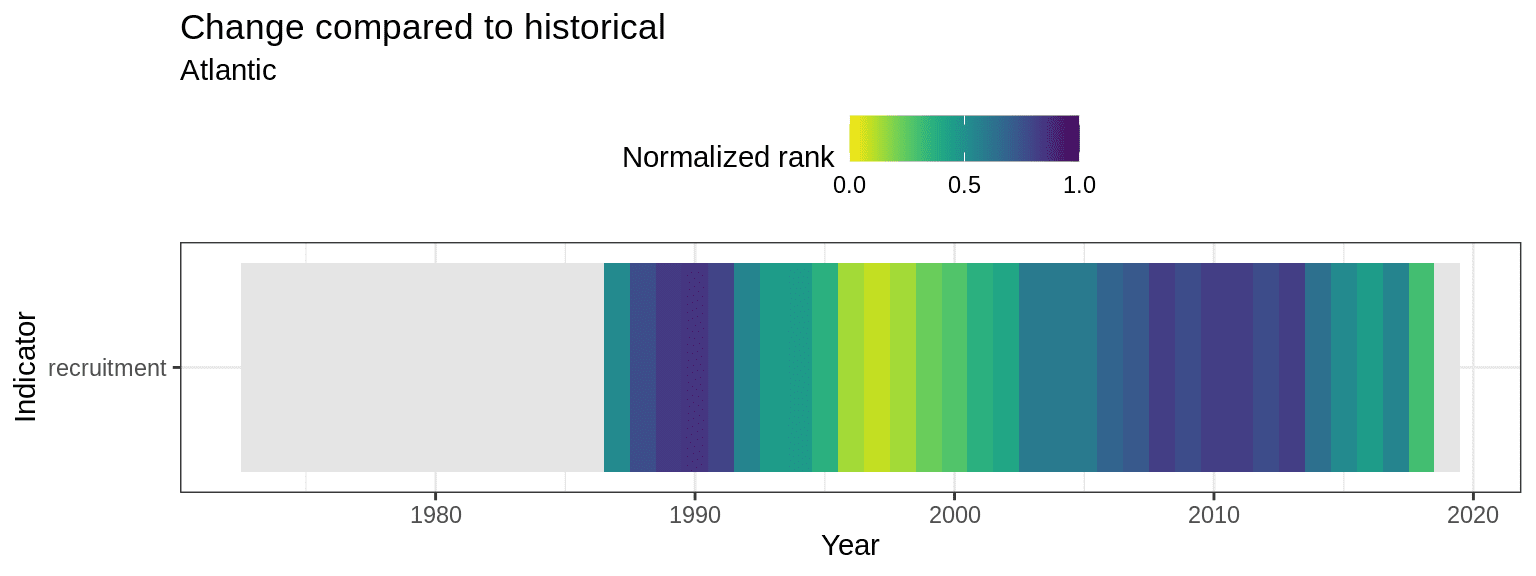 Change compared to historical
Atlantic
Normalized rank
0.0 0.5 1.0
Indicator
recruitment
1980 1990 2000 2010 2020
Year